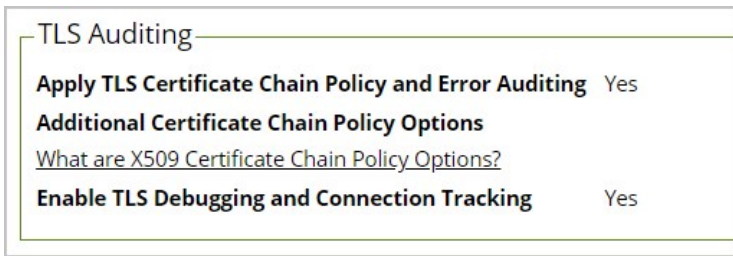 TLS Auditing
Apply TLS Certificate Chain Policy and Error Auditing Yes
Additional Certificate Chain Policy Options
What are X509 Certificate Chain Policy Options?
Enable TLS Debugging and Connection Tracking Yes